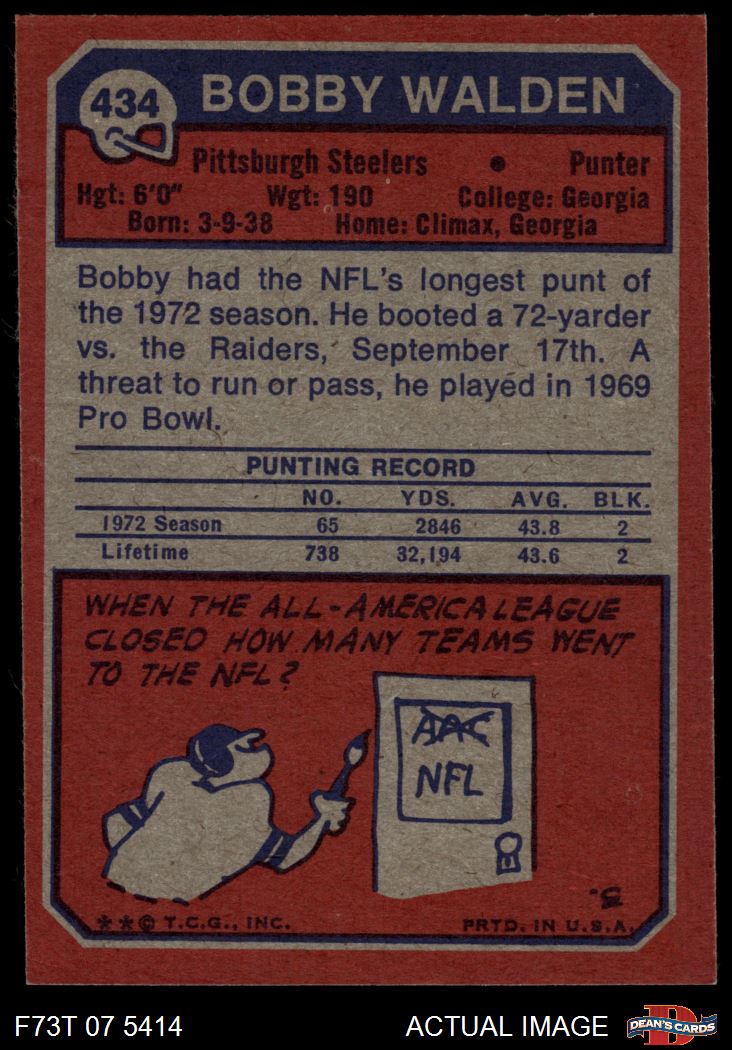 434
BOBBY WALDEN
Pittsburgh Steelers • Punter
Hgt: 6'0" Wgt: 190 College: Georgia
Born: 3-9-38 Home: Climax, Georgia
Bobby had the NFL's longest punt of
the 1972 season. He booted a 72-yarder
vs. the Raiders, September 17th. A
threat to run or pass, he played in 1969
Pro Bowl.
PUNTING RECORD
NO. YDS. AVG. BLK.
1972 Season 65 2846 43.8 2
Lifetime 738 32,194 43.6 2
WHEN THE ALL-AMERICA LEAGUE
CLOSED HOW MANY TEAMS WENT
TO THE NFL?
AAC
NFL
**© T.C.G., INC. PRTD. IN U.S.A.
F73T 07 5414 ACTUAL IMAGE DEAN'S CARDS